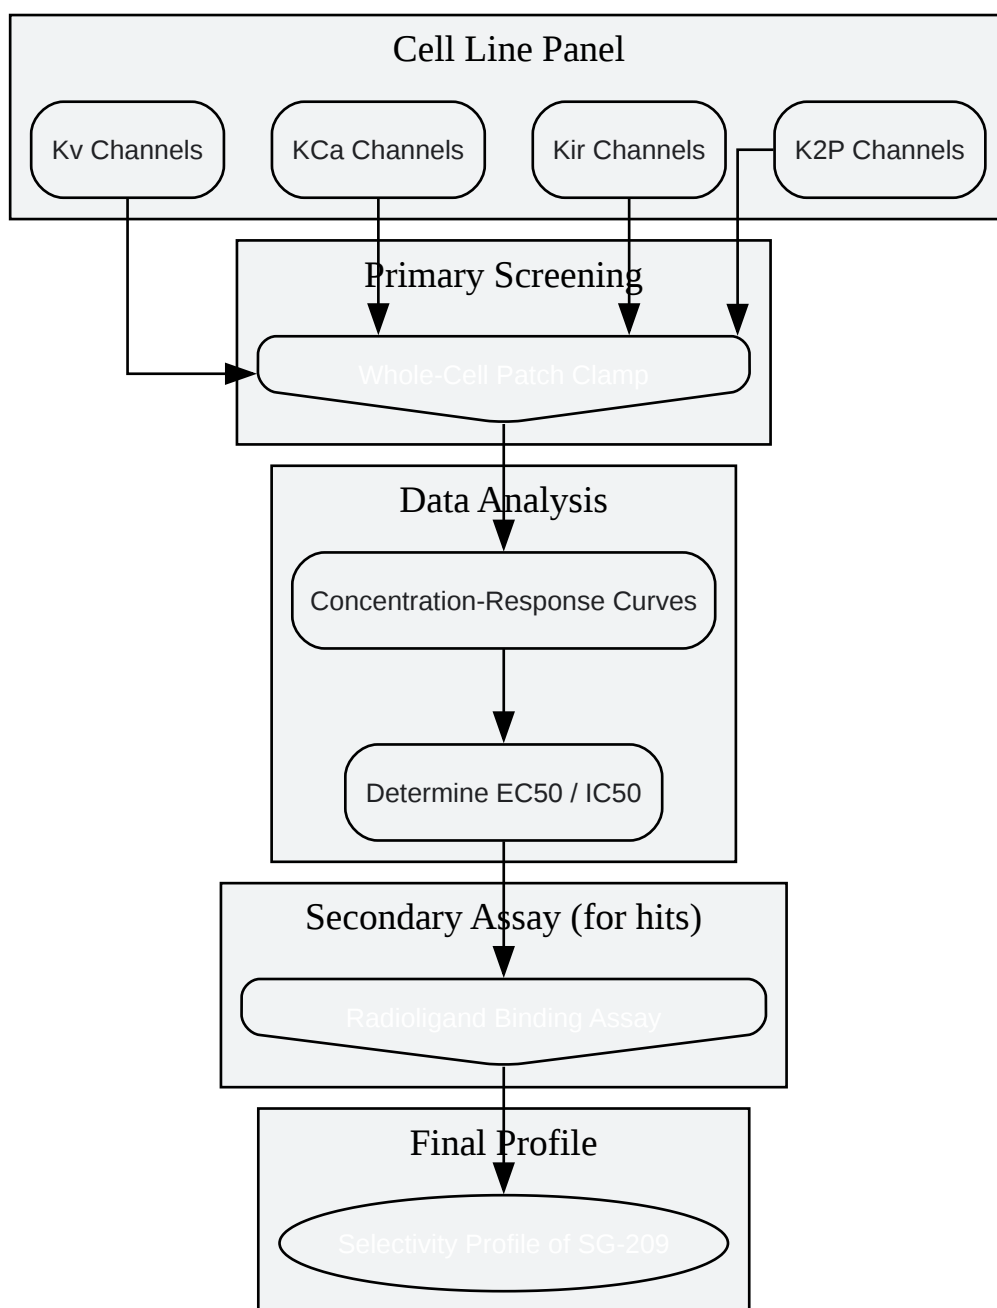 Cell Line Panel
Kv Channels
KCa Channels
Kir Channels
K2P Channels
Primary Screening
Whole-Cell Patch Clamp
Data Analysis
Concentration-Response Curves
Determine EC50 / IC50
Secondary Assay (for hits)
Radioligand Binding Assay
Final Profile
Selectivity Profile of SG-209